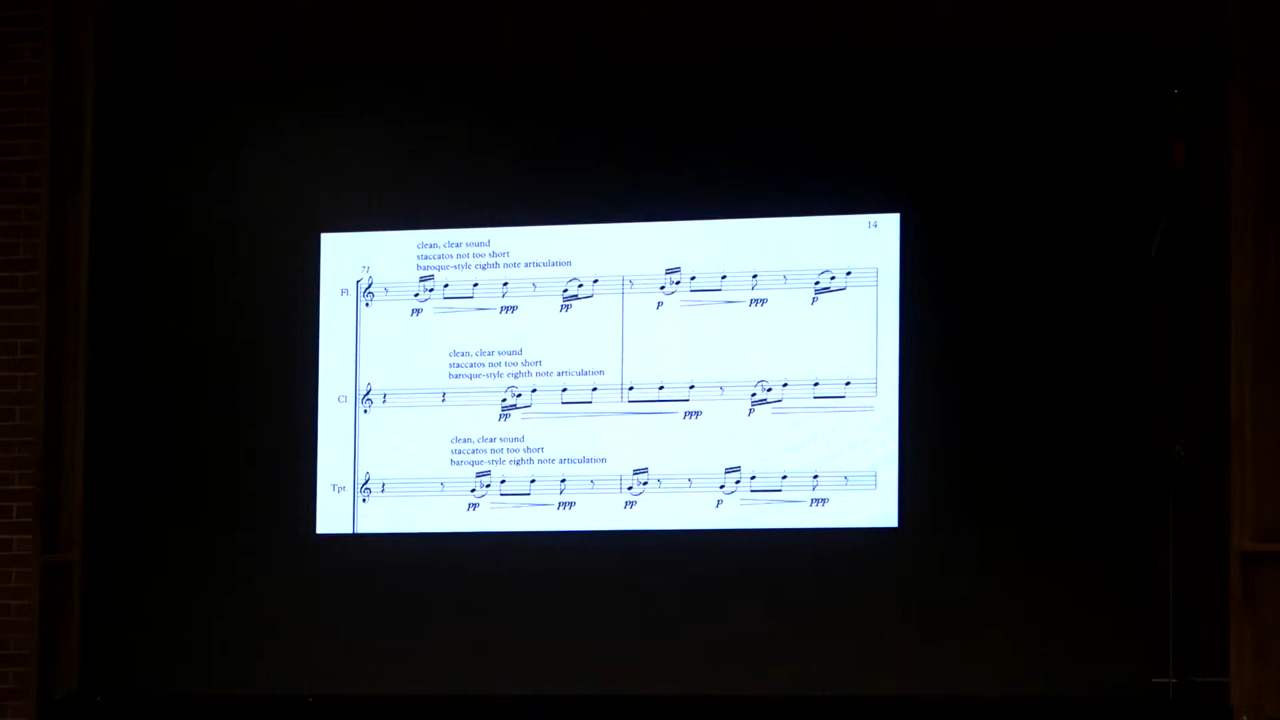 14
71
clean, clear sound
staccatos not too short
baroque-style eighth note articulation
Fl.
pp ppp pp p ppp p
clean, clear sound
staccatos not too short
baroque-style eighth note articulation
Cl
pp ppp p
clean, clear sound
staccatos not too short
baroque-style eighth note articulation
Tpt.
pp ppp pp p ppp